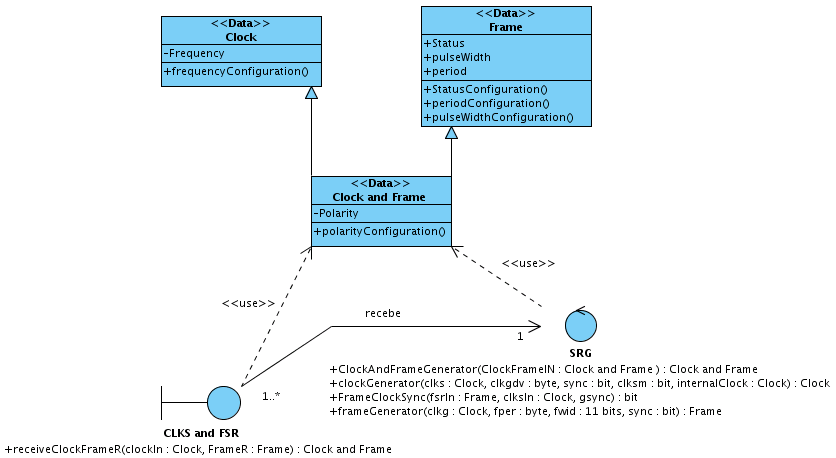 <<Data>>
Clock
-Frequency
+frequencyConfiguration()
<<Data>>
Frame
+Status
+pulseWidth
+period
+StatusConfiguration()
+periodConfiguration()
+pulseWidthConfiguration()
<<Data>>
Clock and Frame
-Polarity
+polarityConfiguration()
<<use>>
<<use>>
recebe
1
SRG
+ClockAndFrameGenerator(ClockFrameIN : Clock and Frame ) : Clock and Frame
+clockGenerator(clks : Clock, clkgdv : byte, sync : bit, clksm : bit, internalClock : Clock) : Clock
+FrameClockSync(fsrIn : Frame, clksIn : Clock, gsync) : bit
+frameGenerator(clkg : Clock, fper : byte, fwid : 11 bits, sync : bit) : Frame
1..*
CLKS and FSR
+receiveClockFrameR(clockIn : Clock, FrameR : Frame) : Clock and Frame